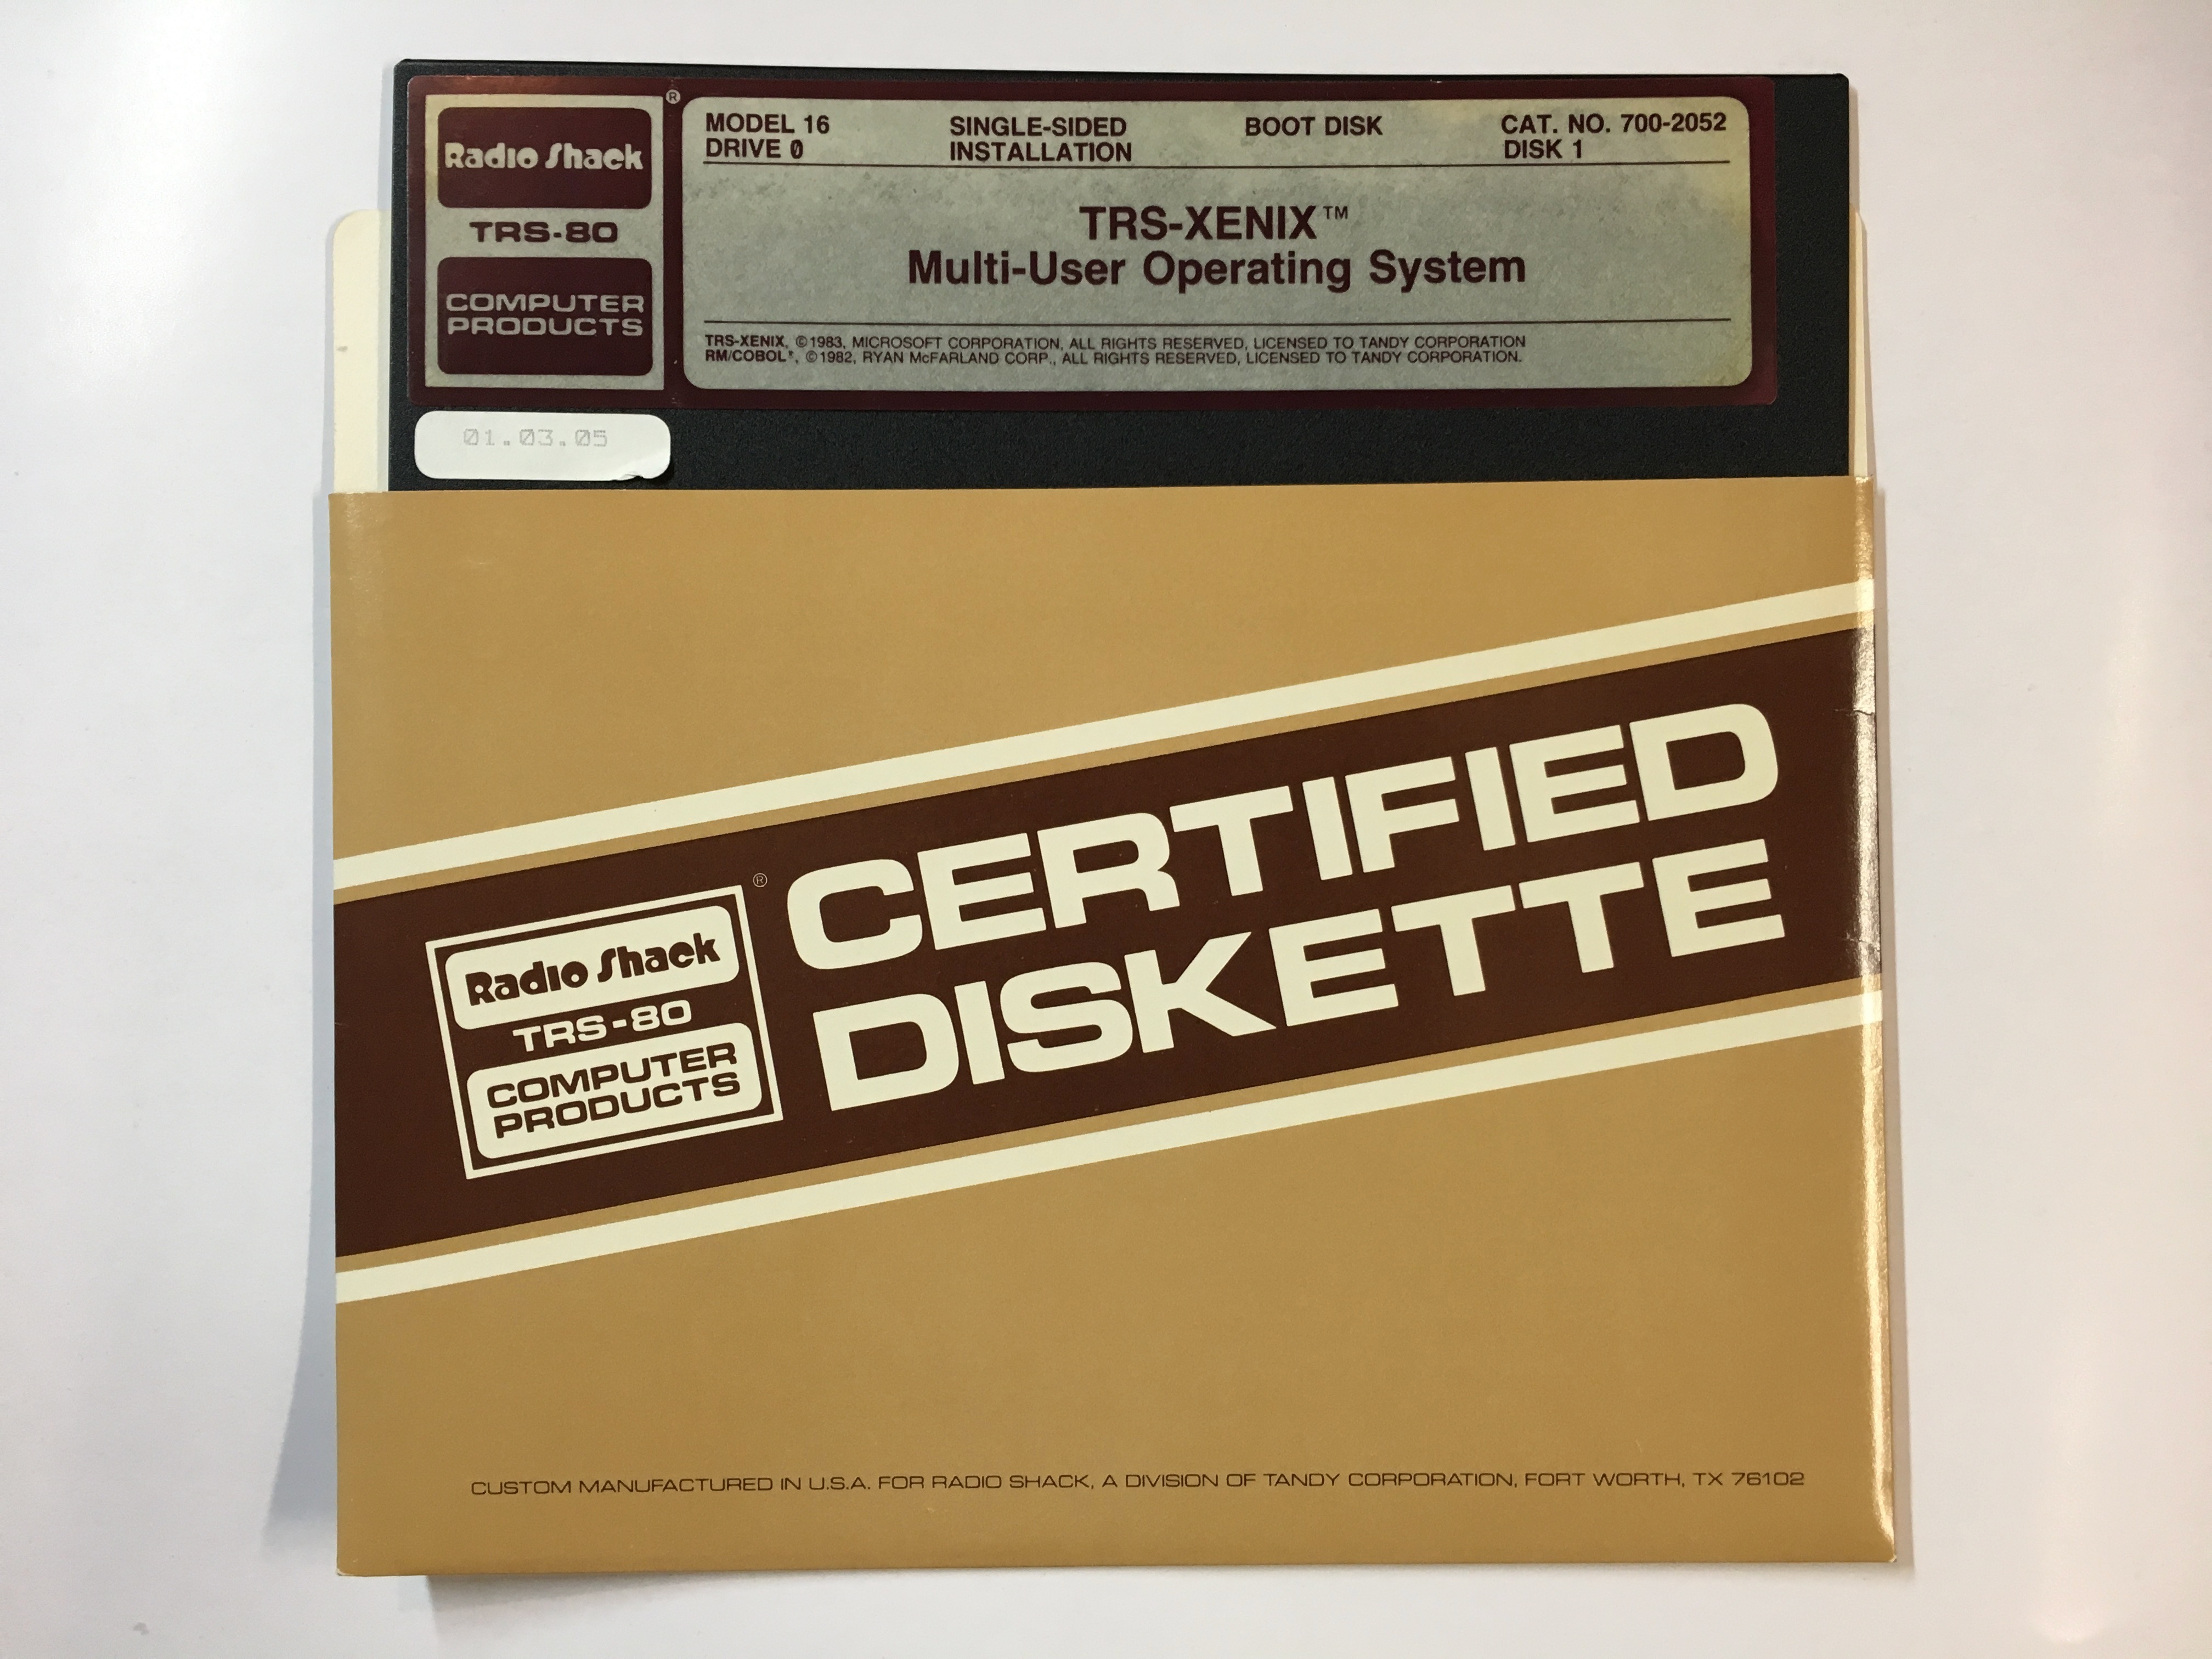 Radio Shack®
TRS-80
COMPUTER
PRODUCTS
MODEL 16
DRIVE 0
SINGLE-SIDED
INSTALLATION
BOOT DISK
CAT. NO. 700-2052
DISK 1
TRS-XENIX™
Multi-User Operating System
TRS-XENIX, ©1983, MICROSOFT CORPORATION, ALL RIGHTS RESERVED, LICENSED TO TANDY CORPORATION
RM/COBOL*, ©1982, RYAN McFARLAND CORP., ALL RIGHTS RESERVED, LICENSED TO TANDY CORPORATION.
01.03.05
Radio Shack®
TRS-80
COMPUTER
PRODUCTS
CERTIFIED
DISKETTE
CUSTOM MANUFACTURED IN U.S.A. FOR RADIO SHACK, A DIVISION OF TANDY CORPORATION, FORT WORTH, TX 76102